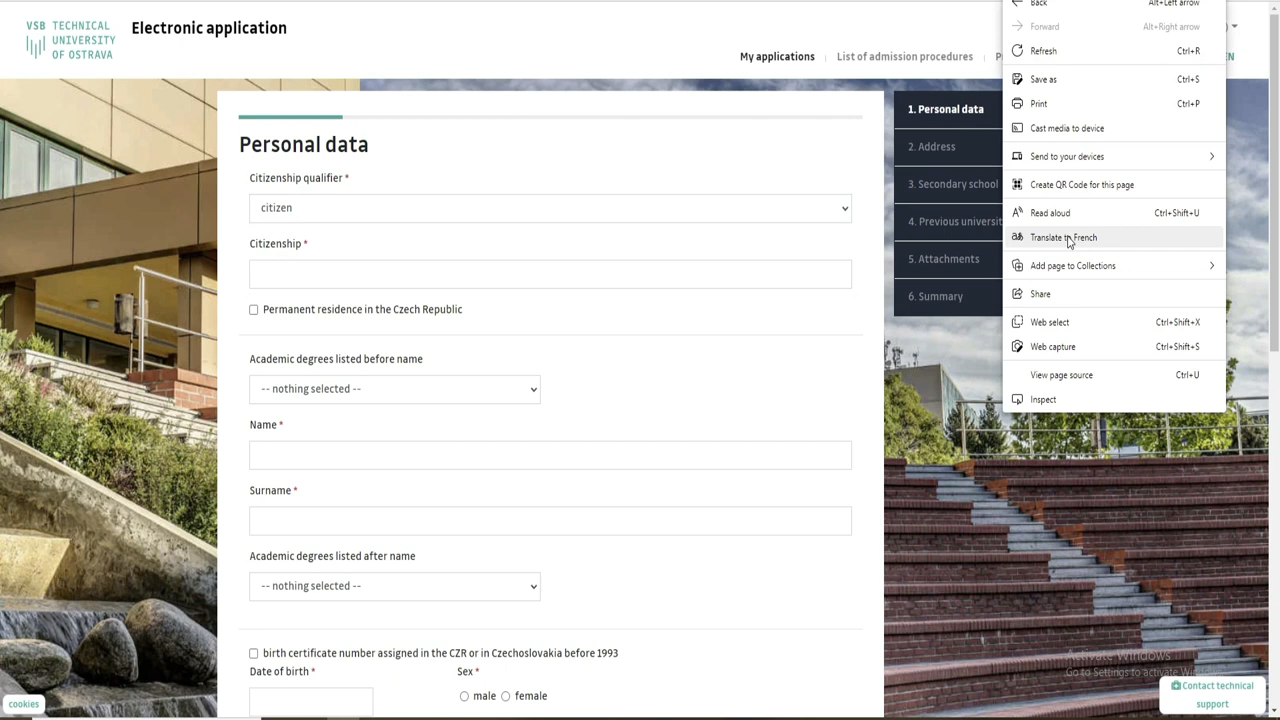 VSB TECHNICAL
UNIVERSITY
OF OSTRAVA
Electronic application
My applications
List of admission procedures
EN
Personal data
Citizenship qualifier *
citizen
Citizenship *
Permanent residence in the Czech Republic
Academic degrees listed before name
-- nothing selected --
Name *
Surname *
Academic degrees listed after name
-- nothing selected --
birth certificate number assigned in the CZR or in Czechoslovakia before 1993
Date of birth *
Sex *
male
female
1. Personal data
2. Address
3. Secondary school
4. Previous universit
5. Attachments
6. Summary
Back Alt+Left arrow
Forward Alt+Right arrow
Refresh Ctrl+R
Save as Ctrl+S
Print Ctrl+P
Cast media to device
Send to your devices
Create QR Code for this page
Read aloud Ctrl+Shift+U
Translate to French
Add page to Collections
Share
Web select Ctrl+Shift+X
Web capture Ctrl+Shift+S
View page source Ctrl+U
Inspect
Activate Windows
Go to Settings to activate Windows
cookies
Contact technical
support